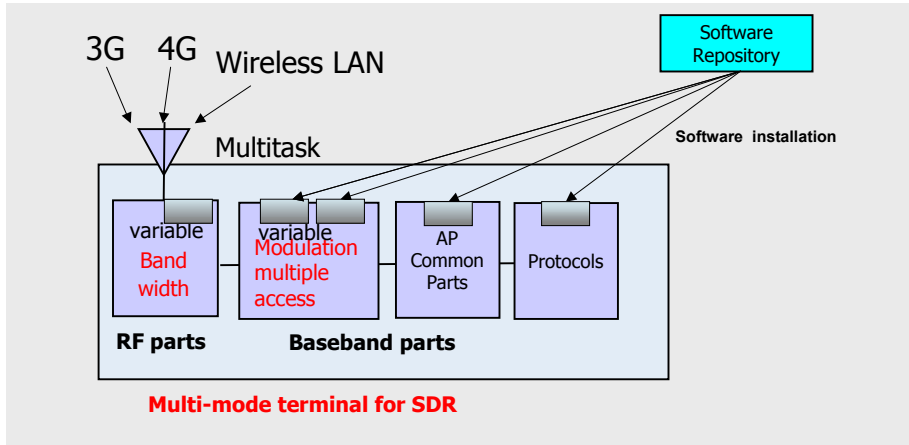 3G 4G Wireless LAN
Software
Repository
Software installation
Multitask
variable
Band
width
variable
Modulation
multiple
access
AP
Common
Parts
Protocols
RF parts
Baseband parts
Multi-mode terminal for SDR